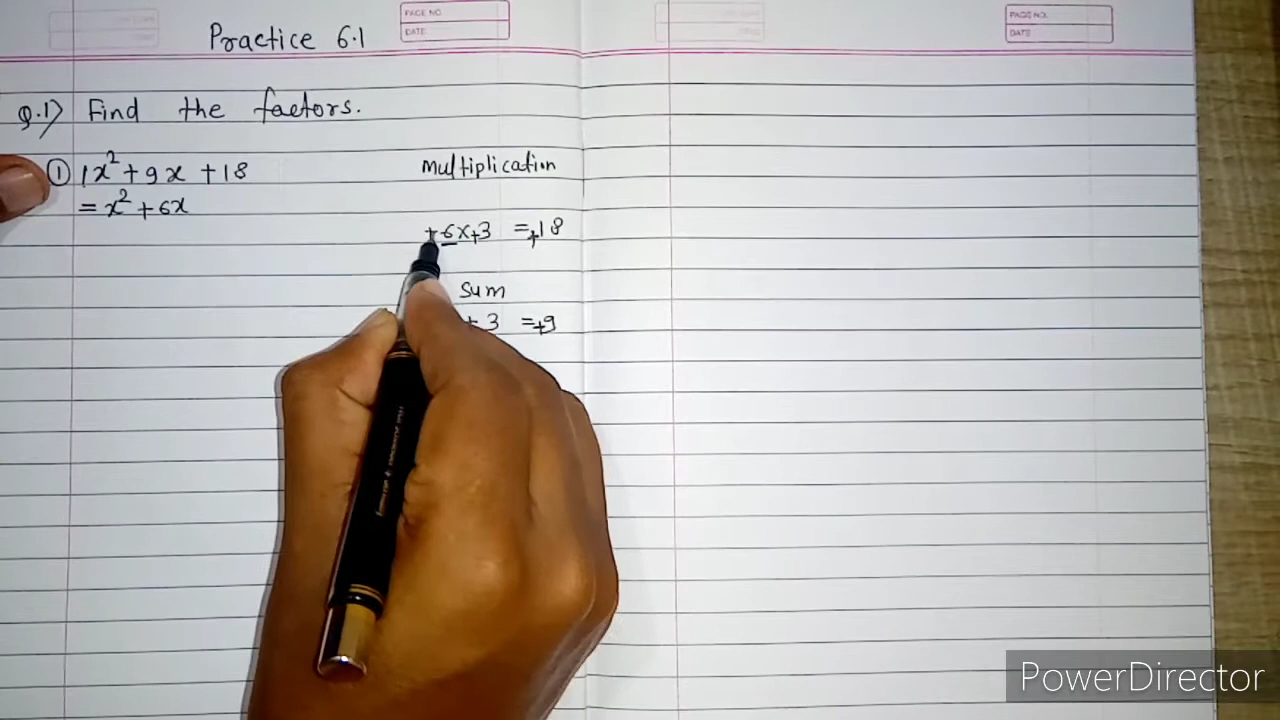 PAGE NO.
DATE
PAGE NO.
DATE
Practice 6.1
Q.1) Find the factors.
① 1x² + 9x + 18
= x² + 6x
multiplication
+6x+3 =+18
sum
+ 3 =+9
PowerDirector